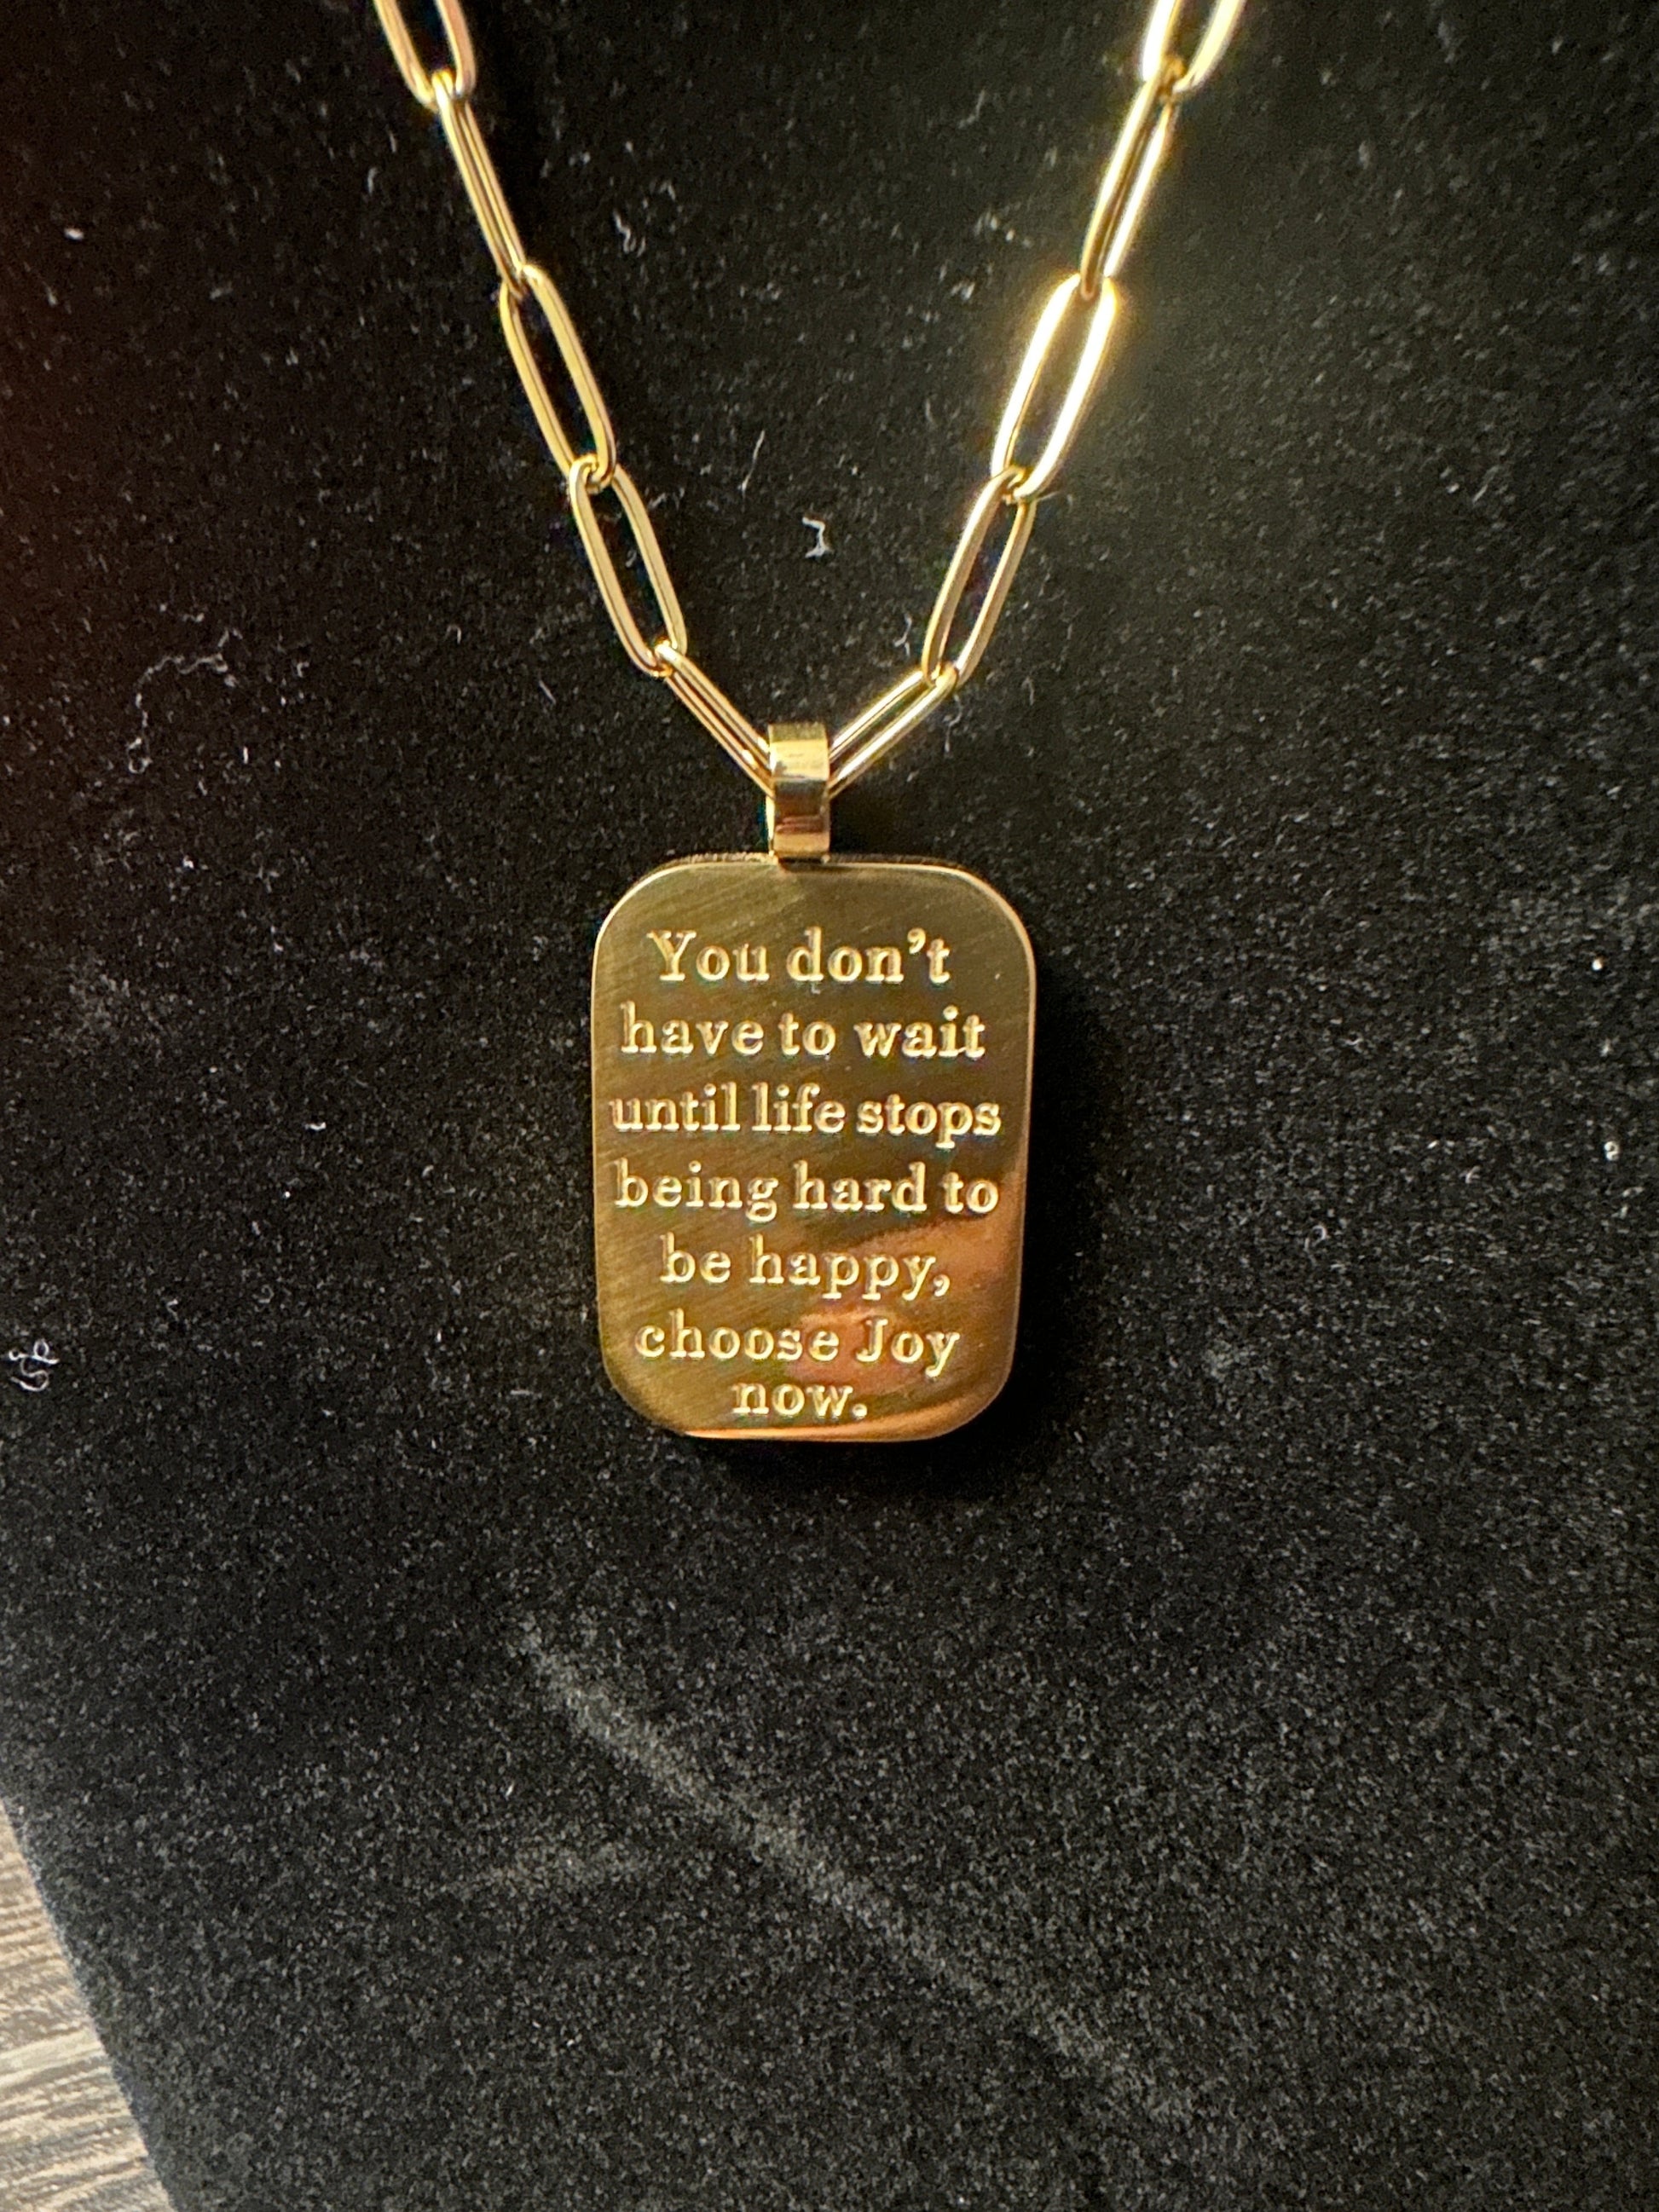 You don't
have to wait
until life stops
being hard to
be happy,
choose Joy
now.